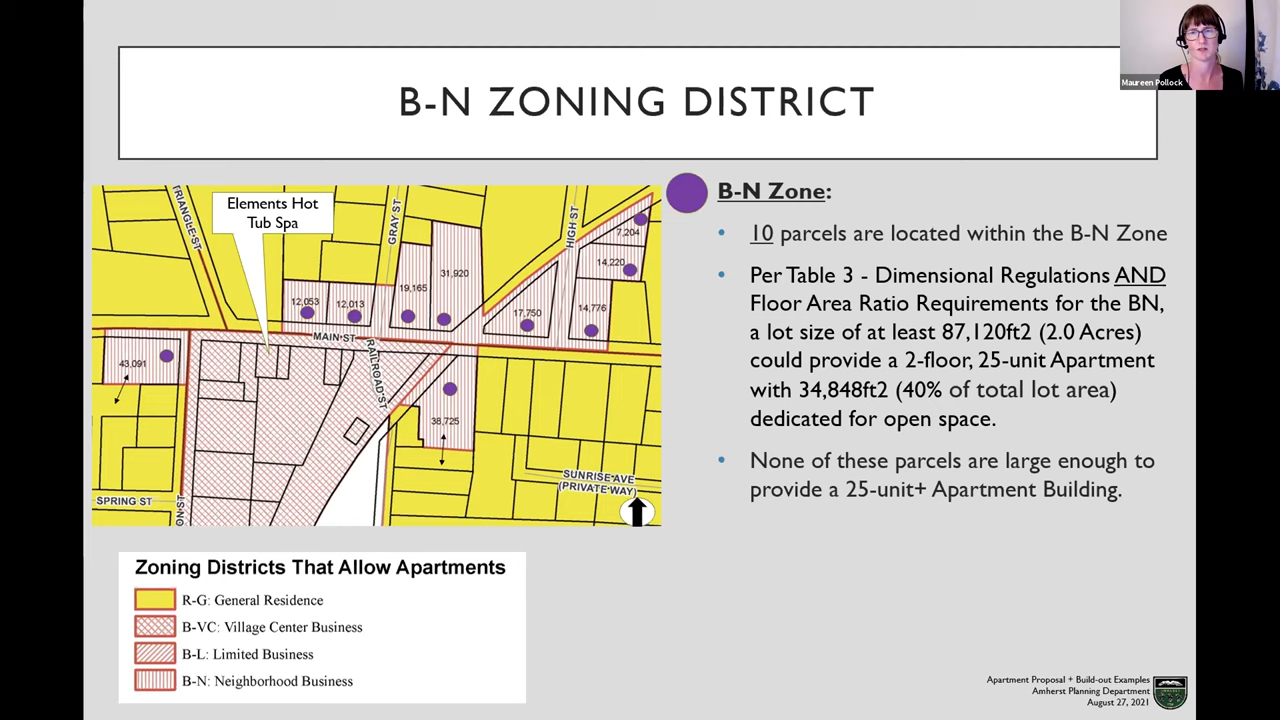 B-N ZONING DISTRICT
Maureen Pollock
Elements Hot
Tub Spa
TRIANGLE ST
GRAY ST
HIGH ST
7,204
14,220
31,920
19,165
12,053
12,013
17,750
14,776
MAIN ST
RAILROAD ST
43,091
38,725
SUNRISE AVE
(PRIVATE WAY)
SPRING ST
ON ST
B-N Zone:
• 10 parcels are located within the B-N Zone
• Per Table 3 - Dimensional Regulations AND
Floor Area Ratio Requirements for the BN,
a lot size of at least 87,120ft2 (2.0 Acres)
could provide a 2-floor, 25-unit Apartment
with 34,848ft2 (40% of total lot area)
dedicated for open space.
• None of these parcels are large enough to
provide a 25-unit+ Apartment Building.
Zoning Districts That Allow Apartments
R-G: General Residence
B-VC: Village Center Business
B-L: Limited Business
B-N: Neighborhood Business
Apartment Proposal + Build-out Examples
Amherst Planning Department
August 27, 2021